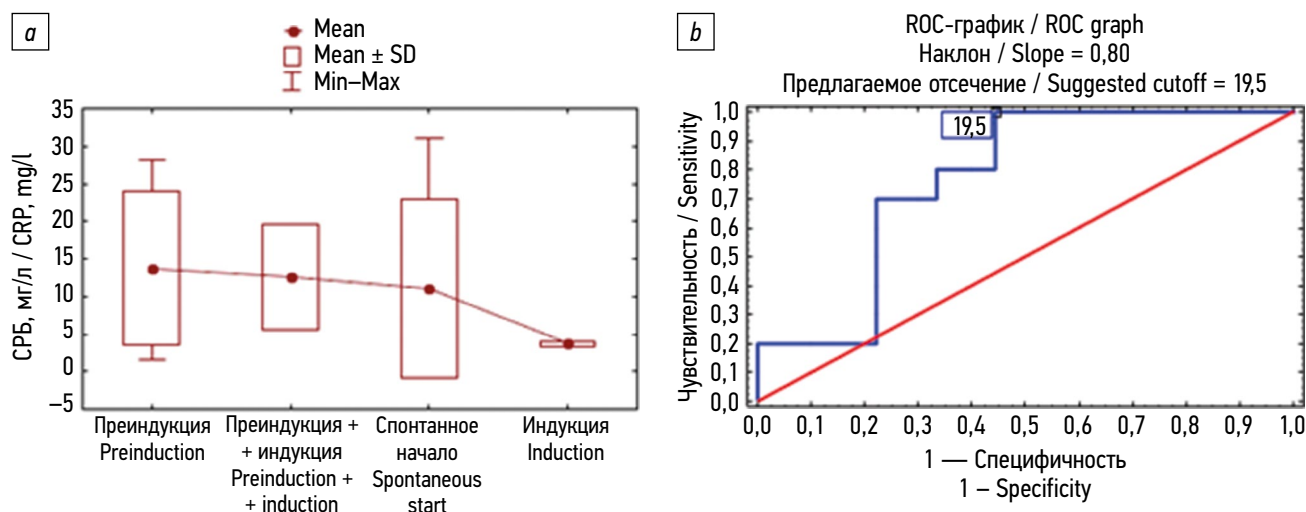 a
Mean
Mean ± SD
Min–Max
СРБ, мг/л / CRP, mg/l
35
30
25
20
15
10
5
0
–5
Преиндукция
Preinduction
Преиндукция +
+ индукция
Preinduction +
+ induction
Спонтанное
начало
Spontaneous
start
Индукция
Induction
b
ROC-график / ROC graph
Наклон / Slope = 0,80
Предлагаемое отсечение / Suggested cutoff = 19,5
Чувствительность / Sensitivity
1,0
0,9
0,8
0,7
0,6
0,5
0,4
0,3
0,2
0,1
0,0
19,5
0,0 0,1 0,2 0,3 0,4 0,5 0,6 0,7 0,8 0,9 1,0
1 — Специфичность
1 – Specificity